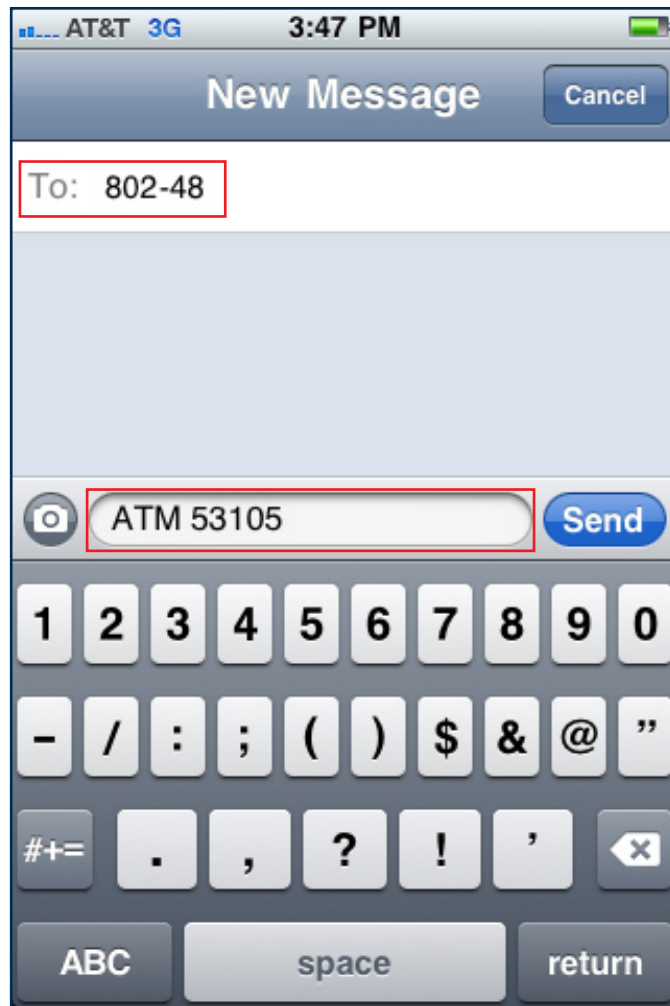 AT&T 3G 3:47 PM
New Message Cancel
To: 802-48
ATM 53105 Send
1 2 3 4 5 6 7 8 9 0
- / : ; ( ) $ & @ ”
#+= . , ? ! ’
ABC space return